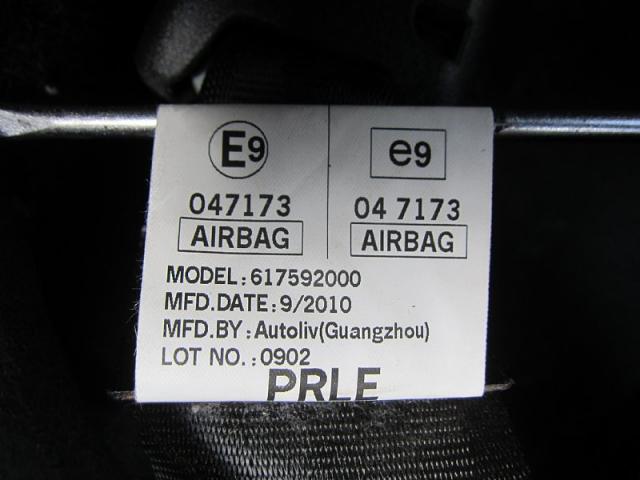 E9 e9
047173 04 7173
AIRBAG AIRBAG
MODEL:617592000
MFD.DATE:9/2010
MFD.BY:Autoliv(Guangzhou)
LOT NO.:0902
PRLE